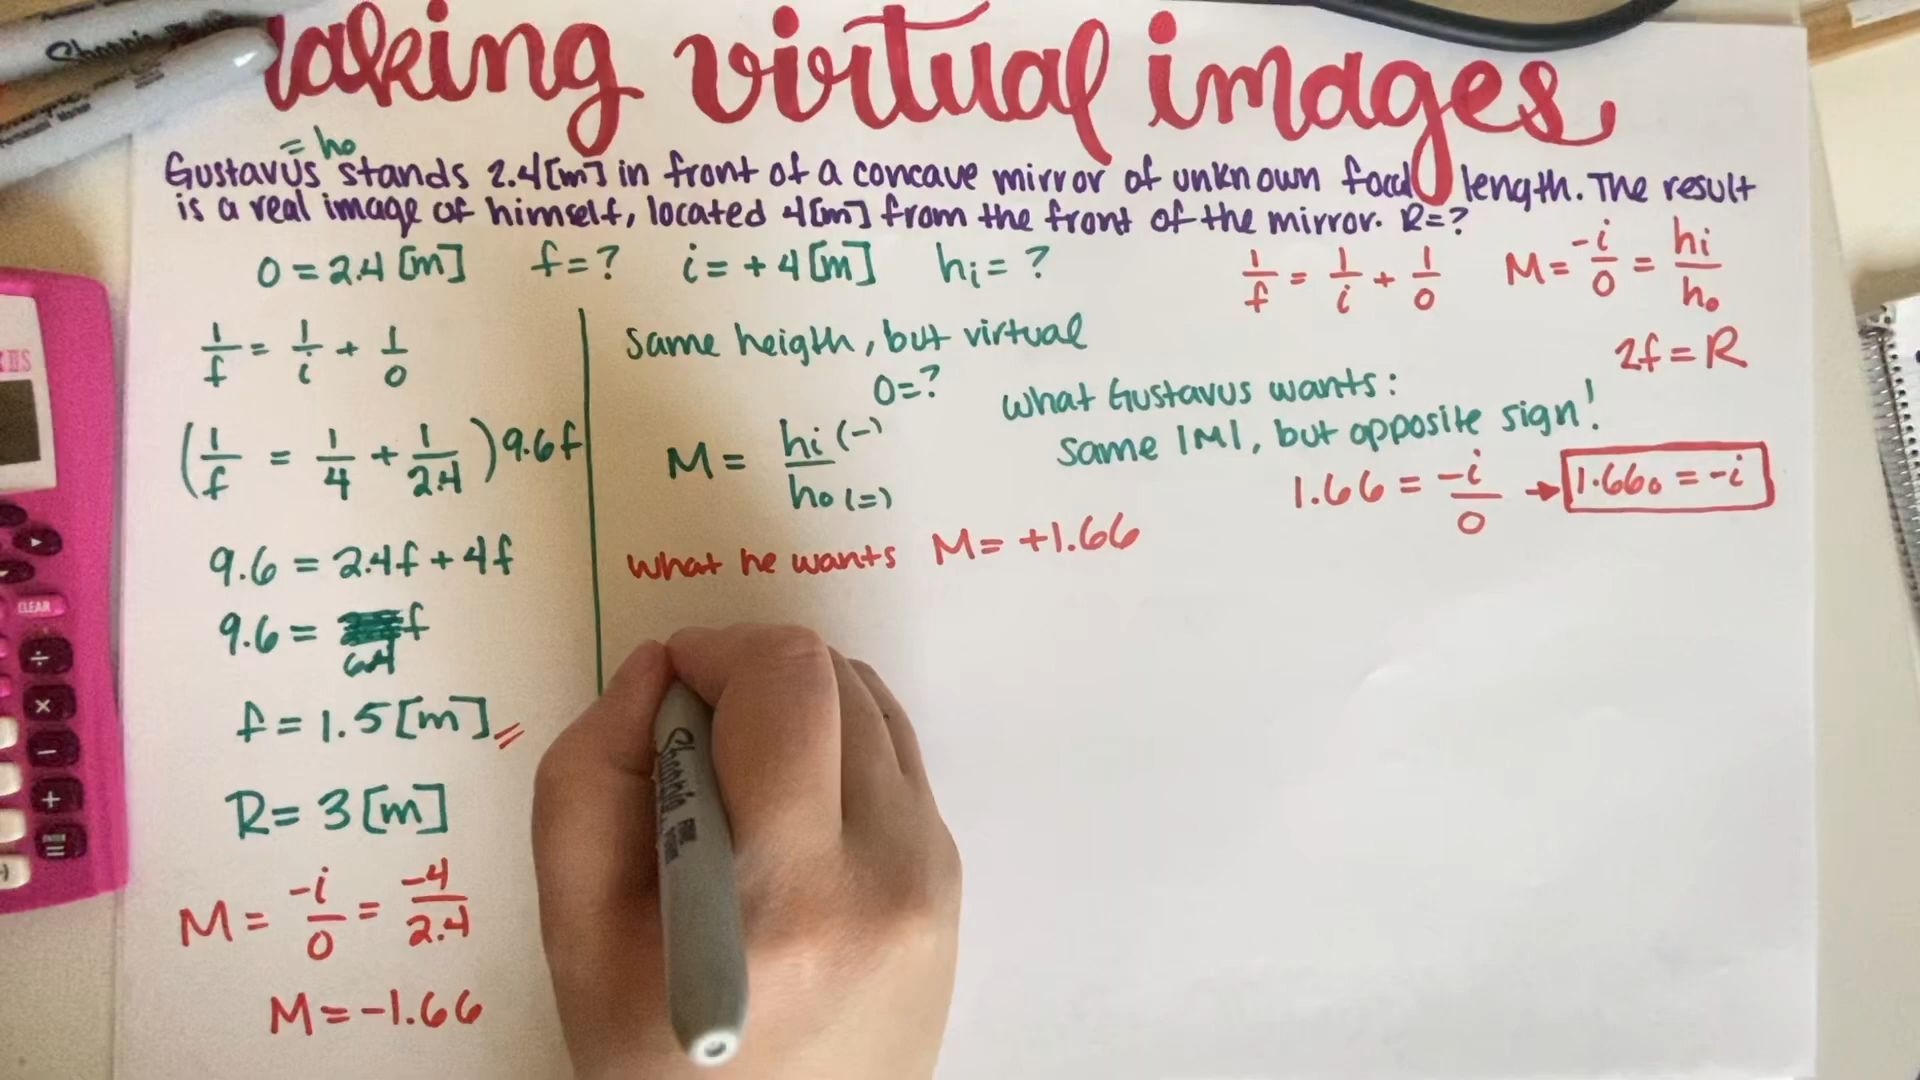 Making virtual images
= ho
Gustavus stands 2.4[m] in front of a concave mirror of unknown focal length. The result
is a real image of himself, located 4[m] from the front of the mirror. R=?
o = 2.4 [m] f = ? i = +4[m] hi = ?
1/f = 1/i + 1/o M = -i/o = hi/ho
2f = R
1/f = 1/i + 1/o
(1/f = 1/4 + 1/2.4) 9.6f
9.6 = 2.4f + 4f
9.6 = 6.4f
f = 1.5[m]
R = 3[m]
M = -i/o = -4/2.4
M = -1.66
same heigth, but virtual
o = ?
M = hi (-) / ho (=)
what he wants M = +1.66
what Gustavus wants:
same |M|, but opposite sign!
1.66 = -i/o → 1.66o = -i
Sharpie
CLEAR
÷
×
−
+
=
Sharpie